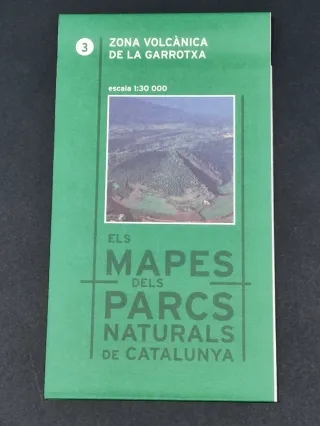 3
ZONA VOLCÀNICA
DE LA GARROTXA
escala 1:30 000
ELS
MAPES
DELS
PARCS
NATURALS
DE CATALUNYA